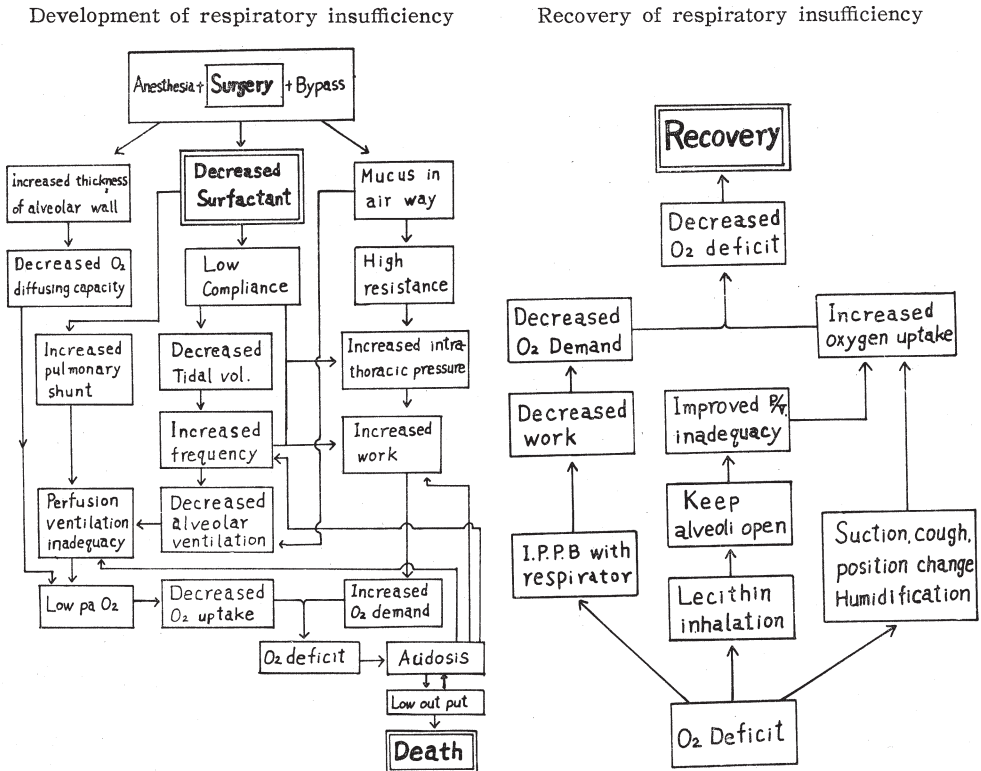 Development of respiratory insufficiency
Anesthesia + Surgery + Bypass
Increased thickness
of alveolar wall
Decreased
Surfactant
Mucus in
air way
Decreased O2
diffusing capacity
Low
Compliance
High
resistance
Increased
pulmonary
shunt
Decreased
Tidal vol.
Increased intra-
thoracic pressure
Increased
frequency
Increased
work
Perfusion
ventilation
inadequacy
Decreased
alveolar
ventilation
Low pa O2
Decreased
O2 uptake
Increased
O2 demand
O2 deficit
Acidosis
Low out put
Death
Recovery of respiratory insufficiency
Recovery
Decreased
O2 deficit
Decreased
O2 Demand
Increased
oxygen uptake
Decreased
work
Improved P/V.
inadequacy
Keep
alveoli open
I.P.P.B with
respirator
Suction, cough,
position change
Humidification
Lecithin
inhalation
O2 Deficit